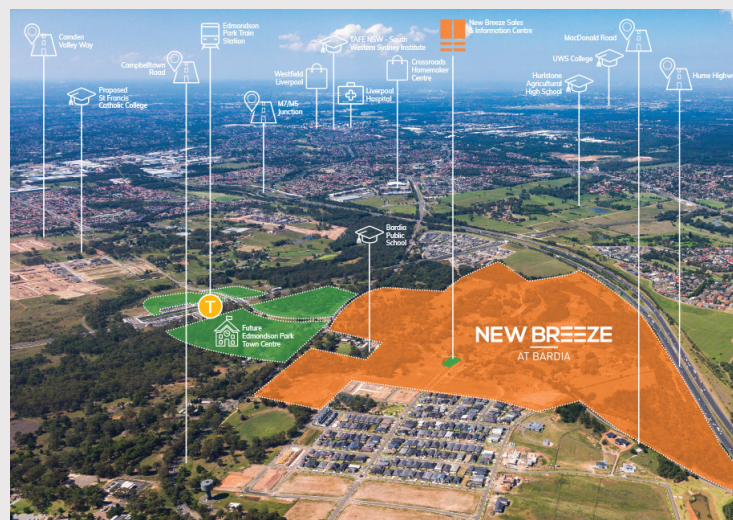 Camden
Valley Way
Proposed
St Francis
Catholic College
Campbelltown
Road
Edmondson
Park Train
Station
M7/M5
Junction
Westfield
Liverpool
TAFE NSW - South
Western Sydney Institute
Liverpool
Hospital
Crossroads
Homemaker
Centre
New Breeze Sales
& Information Centre
MacDonald Road
UWS College
Hurlstone
Agricultural
High School
Hume Highw
Bardia
Public
School
T
Future
Edmondson Park
Town Centre
NEW BREEZE
AT BARDIA